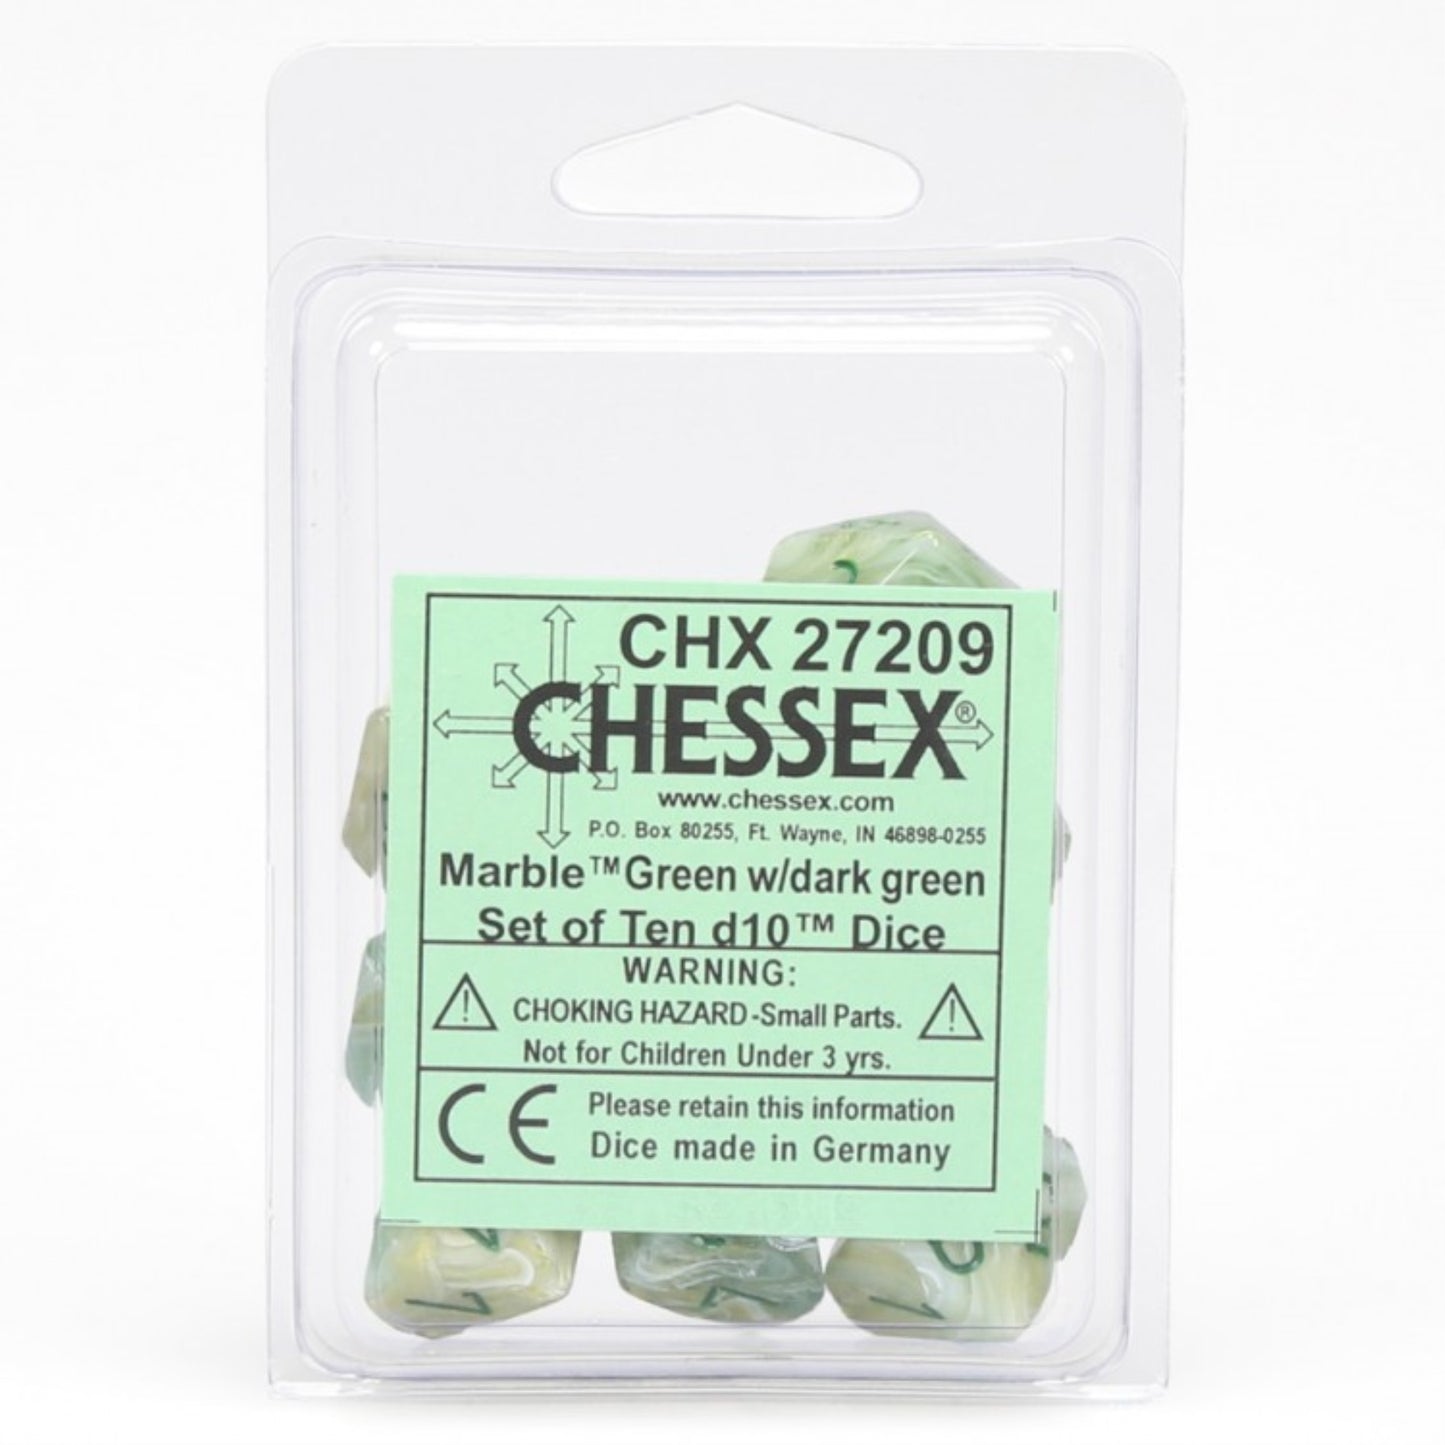 CHX 27209
CHESSEX®
www.chessex.com
P.O. Box 80255, Ft. Wayne, IN 46898-0255
Marble™ Green w/dark green
Set of Ten d10™ Dice
WARNING:
CHOKING HAZARD -Small Parts.
Not for Children Under 3 yrs.
CE
Please retain this information
Dice made in Germany